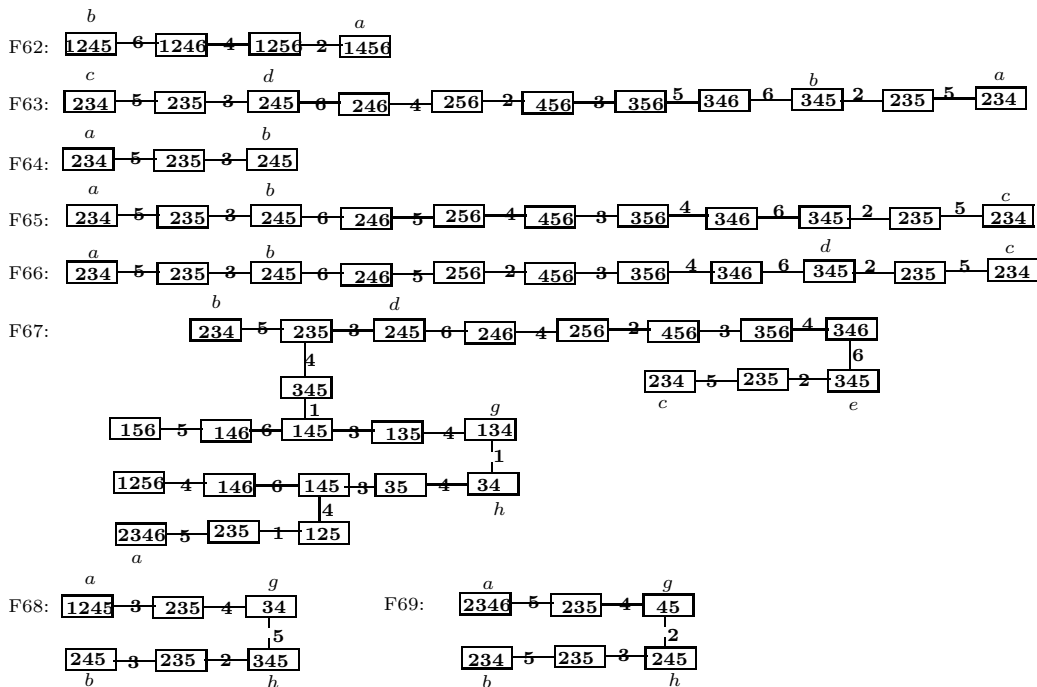 b a
F62: 1245 6 1246 4 1256 2 1456
c d b a
F63: 234 5 235 3 245 6 246 4 256 2 456 3 356 5 346 6 345 2 235 5 234
a b
F64: 234 5 235 3 245
a b c
F65: 234 5 235 3 245 6 246 5 256 4 456 3 356 4 346 6 345 2 235 5 234
a b d c
F66: 234 5 235 3 245 6 246 5 256 2 456 3 356 4 346 6 345 2 235 5 234
b d
F67: 234 5 235 3 245 6 246 4 256 2 456 3 356 4 346
4 6
345 234 5 235 2 345
1 g c e
156 5 146 6 145 3 135 4 134
1
1256 4 146 6 145 3 35 4 34
4 h
2346 5 235 1 125
a
a g a g
F68: 1245 3 235 4 34 F69: 2346 5 235 4 45
5 2
245 3 235 2 345 234 5 235 3 245
b h b h